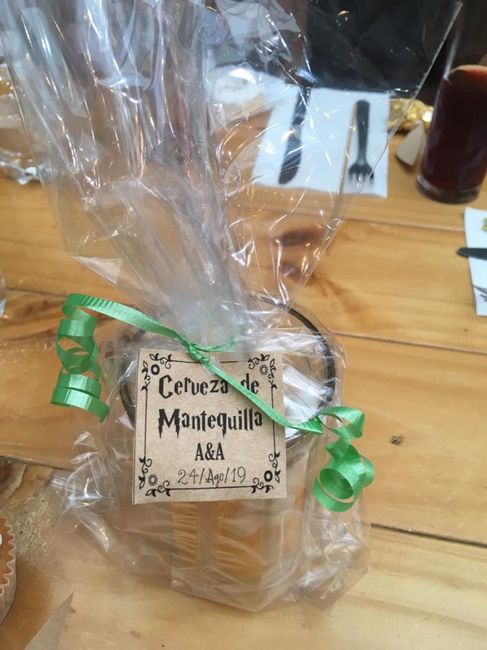 Cerveza de
Mantequilla
A&A
24/Ago/19